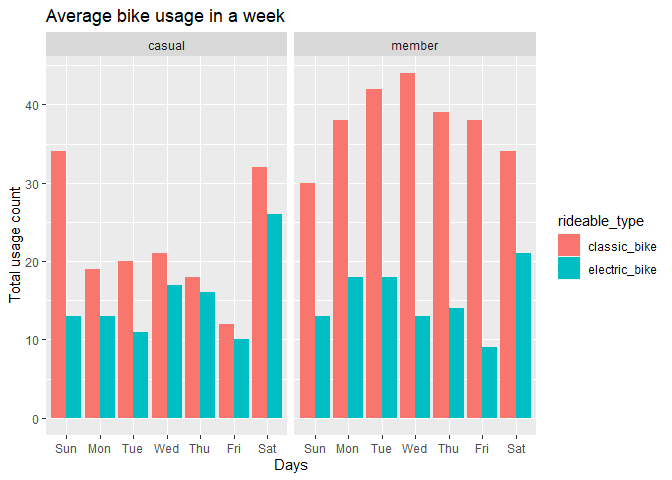 Average bike usage in a week
casual
member
Total usage count
40
30
20
10
0
Sun Mon Tue Wed Thu Fri Sat
Sun Mon Tue Wed Thu Fri Sat
Days
rideable_type
classic_bike
electric_bike